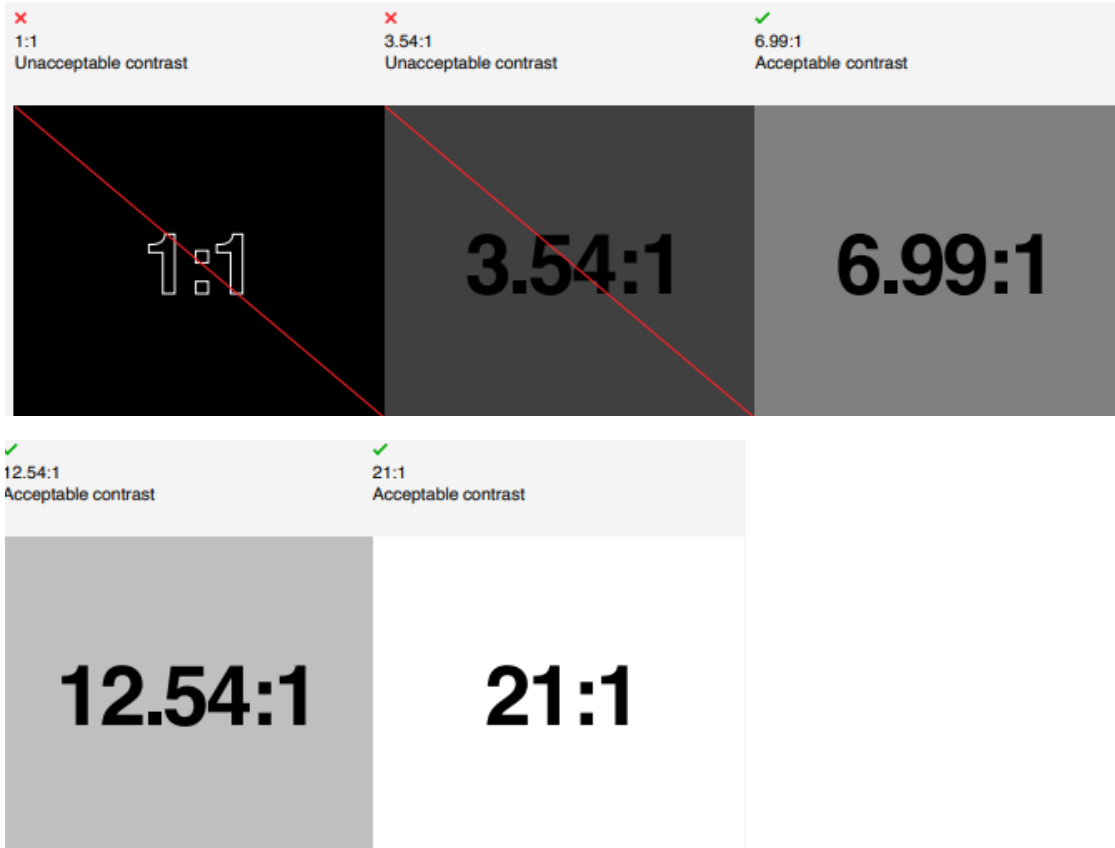 1:1
Unacceptable contrast
3.54:1
Unacceptable contrast
6.99:1
Acceptable contrast
1:1
3.54:1
6.99:1
12.54:1
Acceptable contrast
21:1
Acceptable contrast
12.54:1
21:1